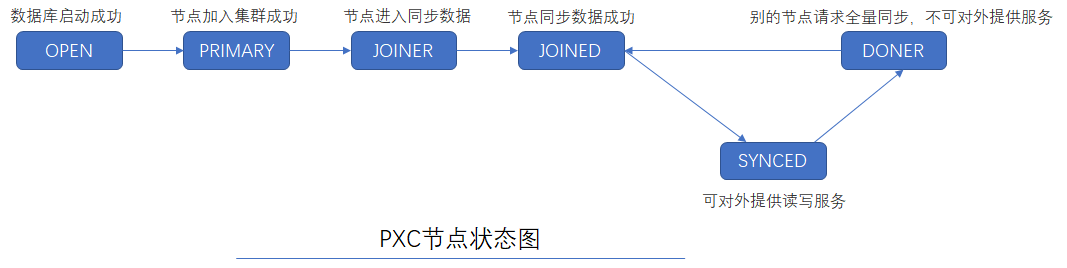 数据库启动成功
节点加入集群成功
节点进入同步数据
节点同步数据成功
别的节点请求全量同步，不可对外提供服务
OPEN
PRIMARY
JOINER
JOINED
DONER
SYNCED
可对外提供读写服务
PXC节点状态图